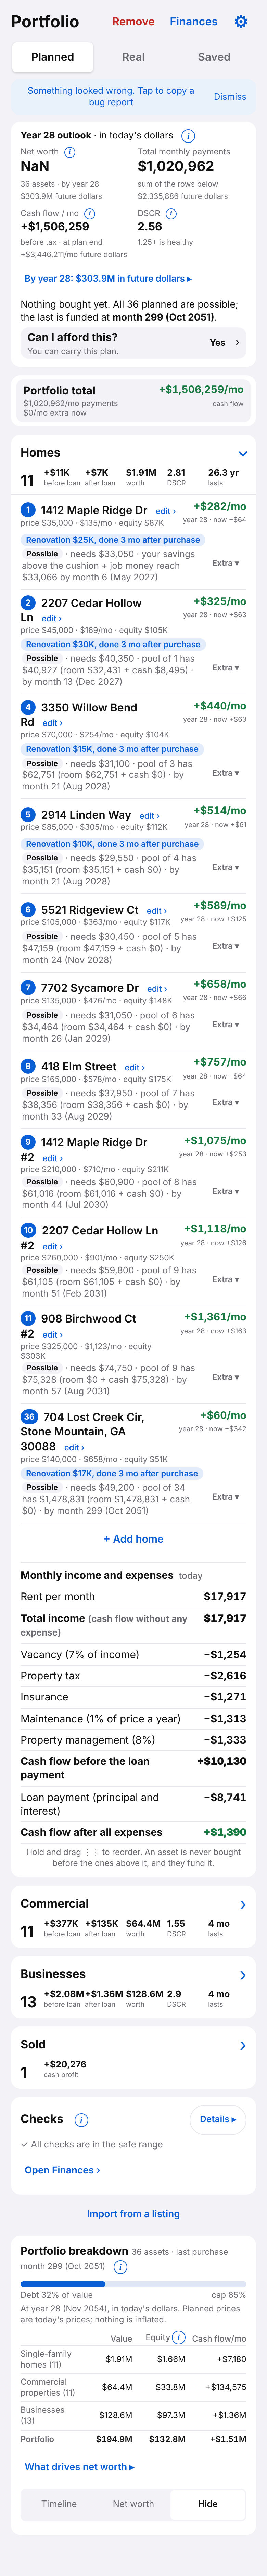 Portfolio Remove Finances
Planned Real Saved
Something looked wrong. Tap to copy a
bug report
Dismiss
Year 28 outlook · in today's dollars i
Net worth i Total monthly payments
NaN $1,020,962
36 assets · by year 28 sum of the rows below
$303.9M future dollars $2,335,886 future dollars
Cash flow / mo i DSCR i
+$1,506,259 2.56
before tax · at plan end 1.25+ is healthy
+$3,446,211/mo future dollars
By year 28: $303.9M in future dollars ▸
Nothing bought yet. All 36 planned are possible;
the last is funded at month 299 (Oct 2051).
Can I afford this? Yes ›
You can carry this plan.
Portfolio total +$1,506,259/mo
$1,020,962/mo payments cash flow
$0/mo extra now
Homes
11 +$11K +$7K $1.91M 2.81 26.3 yr
before loan after loan worth DSCR lasts
1 1412 Maple Ridge Dr edit › +$282/mo
price $35,000 · $135/mo · equity $87K year 28 · now +$64
Renovation $25K, done 3 mo after purchase
Possible · needs $33,050 · your savings
above the cushion + job money reach
$33,066 by month 6 (May 2027)
Extra ▾
2 2207 Cedar Hollow +$325/mo
Ln edit › year 28 · now +$63
price $45,000 · $169/mo · equity $105K
Renovation $30K, done 3 mo after purchase
Possible · needs $40,350 · pool of 1 has
$40,927 (room $32,431 + cash $8,495) ·
by month 13 (Dec 2027)
Extra ▾
4 3350 Willow Bend +$440/mo
Rd edit › year 28 · now +$63
price $70,000 · $254/mo · equity $104K
Renovation $15K, done 3 mo after purchase
Possible · needs $31,100 · pool of 3 has
$62,751 (room $62,751 + cash $0) · by
month 21 (Aug 2028)
Extra ▾
5 2914 Linden Way edit › +$514/mo
price $85,000 · $305/mo · equity $112K year 28 · now +$61
Renovation $10K, done 3 mo after purchase
Possible · needs $29,550 · pool of 4 has
$35,151 (room $35,151 + cash $0) · by
month 21 (Aug 2028)
Extra ▾
6 5521 Ridgeview Ct edit › +$589/mo
price $105,000 · $363/mo · equity $117K year 28 · now +$125
Possible · needs $30,450 · pool of 5 has
$47,159 (room $47,159 + cash $0) · by
month 24 (Nov 2028)
Extra ▾
7 7702 Sycamore Dr edit › +$658/mo
price $135,000 · $476/mo · equity $148K year 28 · now +$66
Possible · needs $31,050 · pool of 6 has
$34,464 (room $34,464 + cash $0) · by
month 26 (Jan 2029)
Extra ▾
8 418 Elm Street edit › +$757/mo
price $165,000 · $578/mo · equity $175K year 28 · now +$64
Possible · needs $37,950 · pool of 7 has
$38,356 (room $38,356 + cash $0) · by
month 33 (Aug 2029)
Extra ▾
9 1412 Maple Ridge Dr +$1,075/mo
#2 edit › year 28 · now +$253
price $210,000 · $710/mo · equity $211K
Possible · needs $60,900 · pool of 8 has
$61,016 (room $61,016 + cash $0) · by
month 44 (Jul 2030)
Extra ▾
10 2207 Cedar Hollow Ln +$1,118/mo
#2 edit › year 28 · now +$126
price $260,000 · $901/mo · equity $250K
Possible · needs $59,800 · pool of 9 has
$61,105 (room $61,105 + cash $0) · by
month 51 (Feb 2031)
Extra ▾
11 908 Birchwood Ct +$1,361/mo
#2 edit › year 28 · now +$163
price $325,000 · $1,123/mo · equity
$303K
Possible · needs $74,750 · pool of 9 has
$75,328 (room $0 + cash $75,328) · by
month 57 (Aug 2031)
Extra ▾
36 704 Lost Creek Cir, +$60/mo
Stone Mountain, GA year 28 · now +$342
30088 edit ›
price $140,000 · $658/mo · equity $51K
Renovation $17K, done 3 mo after purchase
Possible · needs $49,200 · pool of 34
has $1,478,831 (room $1,478,831 + cash
$0) · by month 299 (Oct 2051)
Extra ▾
+ Add home
Monthly income and expenses today
Rent per month $17,917
Total income (cash flow without any $17,917
expense)
Vacancy (7% of income) −$1,254
Property tax −$2,616
Insurance −$1,271
Maintenance (1% of price a year) −$1,313
Property management (8%) −$1,333
Cash flow before the loan +$10,130
payment
Loan payment (principal and −$8,741
interest)
Cash flow after all expenses +$1,390
Hold and drag ⋮⋮ to reorder. An asset is never bought
before the ones above it, and they fund it.
Commercial
11 +$377K +$135K $64.4M 1.55 4 mo
before loan after loan worth DSCR lasts
Businesses
13 +$2.08M +$1.36M $128.6M 2.9 4 mo
before loan after loan worth DSCR lasts
Sold
1 +$20,276
cash profit
Checks i Details ▸
✓ All checks are in the safe range
Open Finances ›
Import from a listing
Portfolio breakdown 36 assets · last purchase
month 299 (Oct 2051) i
Debt 32% of value cap 85%
At year 28 (Nov 2054), in today's dollars. Planned prices
are today's prices; nothing is inflated.
Value Equity i Cash flow/mo
Single-family
homes (11) $1.91M $1.66M +$7,180
Commercial
properties (11) $64.4M $33.8M +$134,575
Businesses
(13) $128.6M $97.3M +$1.36M
Portfolio $194.9M $132.8M +$1.51M
What drives net worth ▸
Timeline Net worth Hide